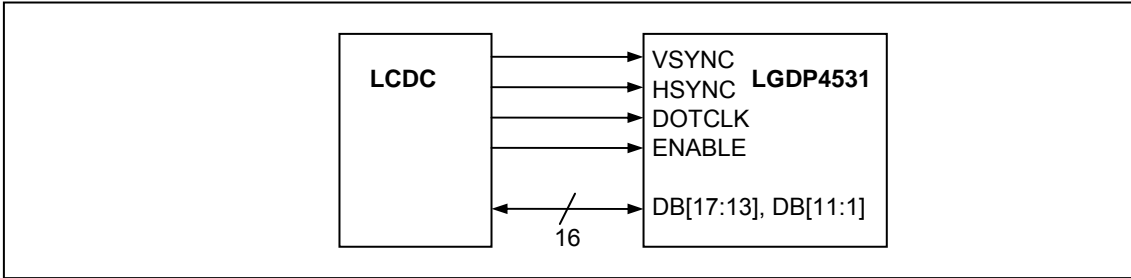 LCDC
LGDP4531
VSYNC
HSYNC
DOTCLK
ENABLE
DB[17:13], DB[11:1]
16